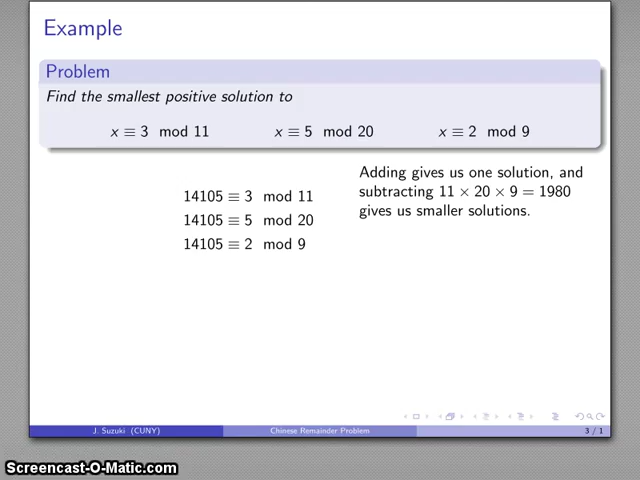 Example
Problem
Find the smallest positive solution to
x ≡ 3 mod 11 x ≡ 5 mod 20 x ≡ 2 mod 9
14105 ≡ 3 mod 11
14105 ≡ 5 mod 20
14105 ≡ 2 mod 9
Adding gives us one solution, and
subtracting 11 × 20 × 9 = 1980
gives us smaller solutions.
J. Suzuki (CUNY) Chinese Remainder Problem 3 / 1
Screencast-O-Matic.com